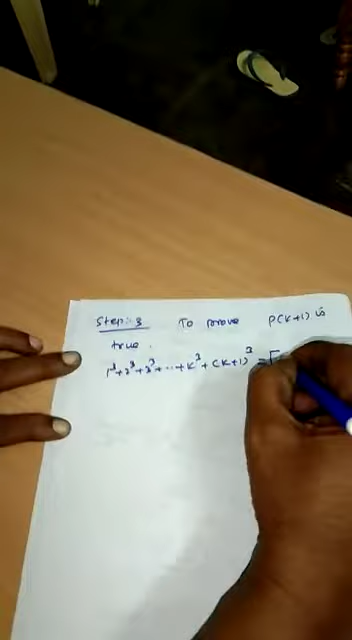 Step: 3 To prove P(k+1) is
true.
1³+2³+3³+...+k³+(k+1)³ = [